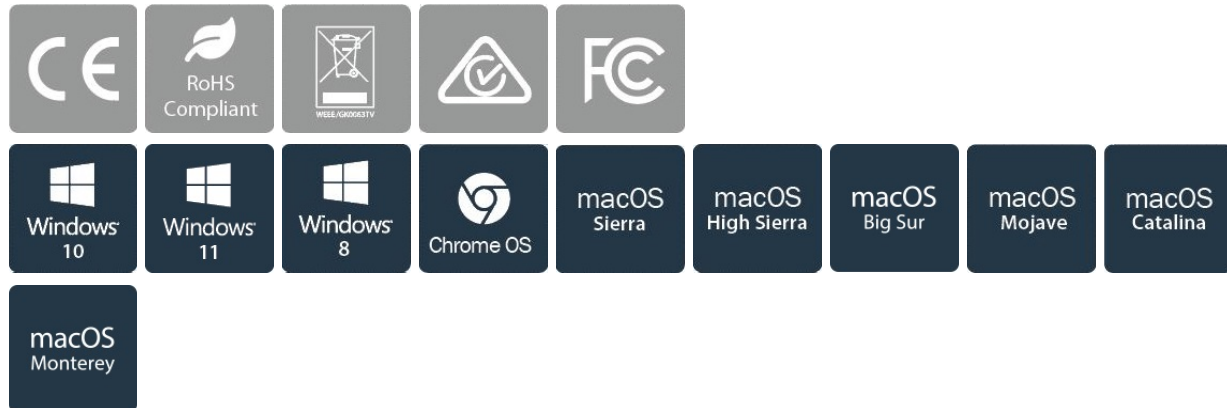 CE
RoHS
Compliant
WEEE/GK0063TV
FC
Windows
10
Windows
11
Windows
8
Chrome OS
macOS
Sierra
macOS
High Sierra
macOS
Big Sur
macOS
Mojave
macOS
Catalina
macOS
Monterey